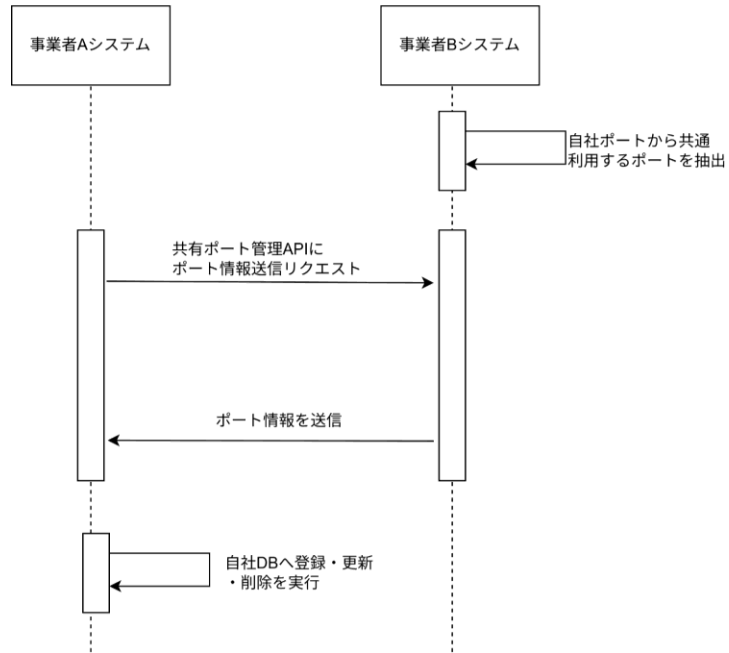 事業者Aシステム
事業者Bシステム
自社ポートから共通
利用するポートを抽出
共有ポート管理APIに
ポート情報送信リクエスト
ポート情報を送信
自社DBへ登録・更新
・削除を実行